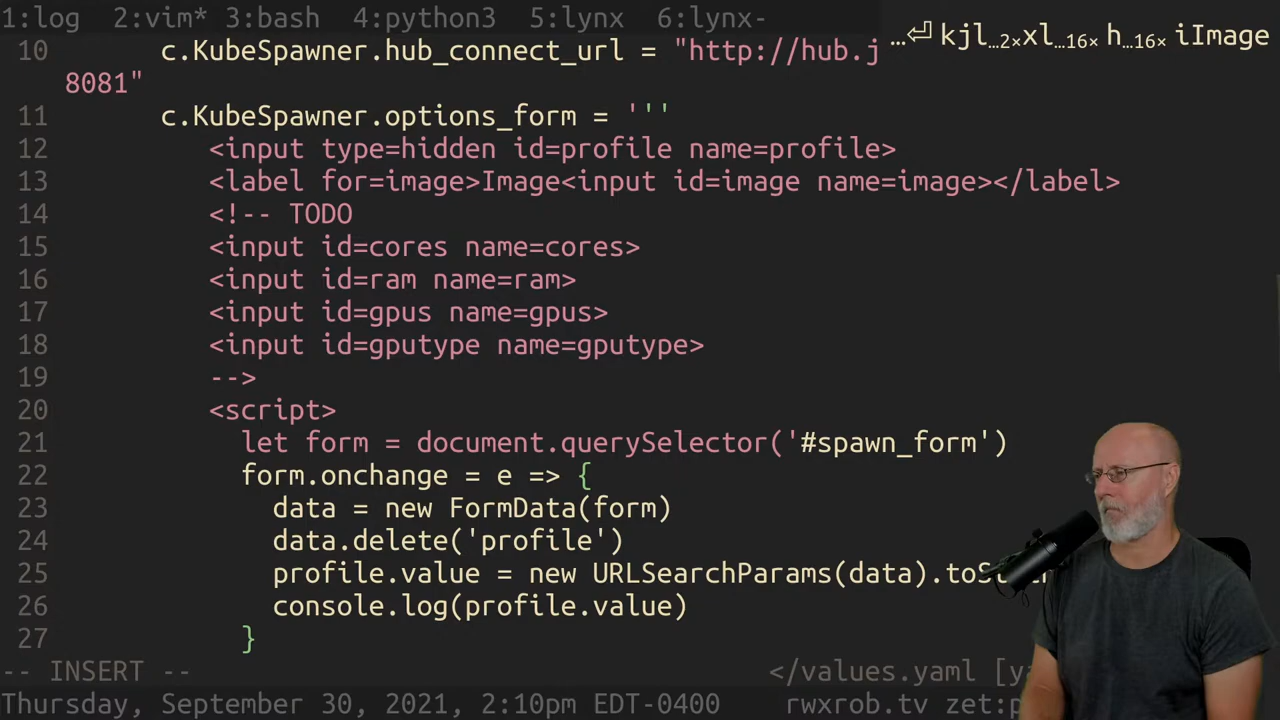 1:log 2:vim* 3:bash 4:python3 5:lynx 6:lynx-
…⏎ kjl…2×xl…16× h…16× iImage
10 c.KubeSpawner.hub_connect_url = "http://hub.j
8081"
11 c.KubeSpawner.options_form = '''
12 <input type=hidden id=profile name=profile>
13 <label for=image>Image<input id=image name=image></label>
14 <!-- TODO
15 <input id=cores name=cores>
16 <input id=ram name=ram>
17 <input id=gpus name=gpus>
18 <input id=gputype name=gputype>
19 -->
20 <script>
21 let form = document.querySelector('#spawn_form')
22 form.onchange = e => {
23 data = new FormData(form)
24 data.delete('profile')
25 profile.value = new URLSearchParams(data).
26 console.log(profile.value)
27 }
-- INSERT -- </values.yaml
Thursday, September 30, 2021, 2:10pm EDT-0400 rwxrob.tv